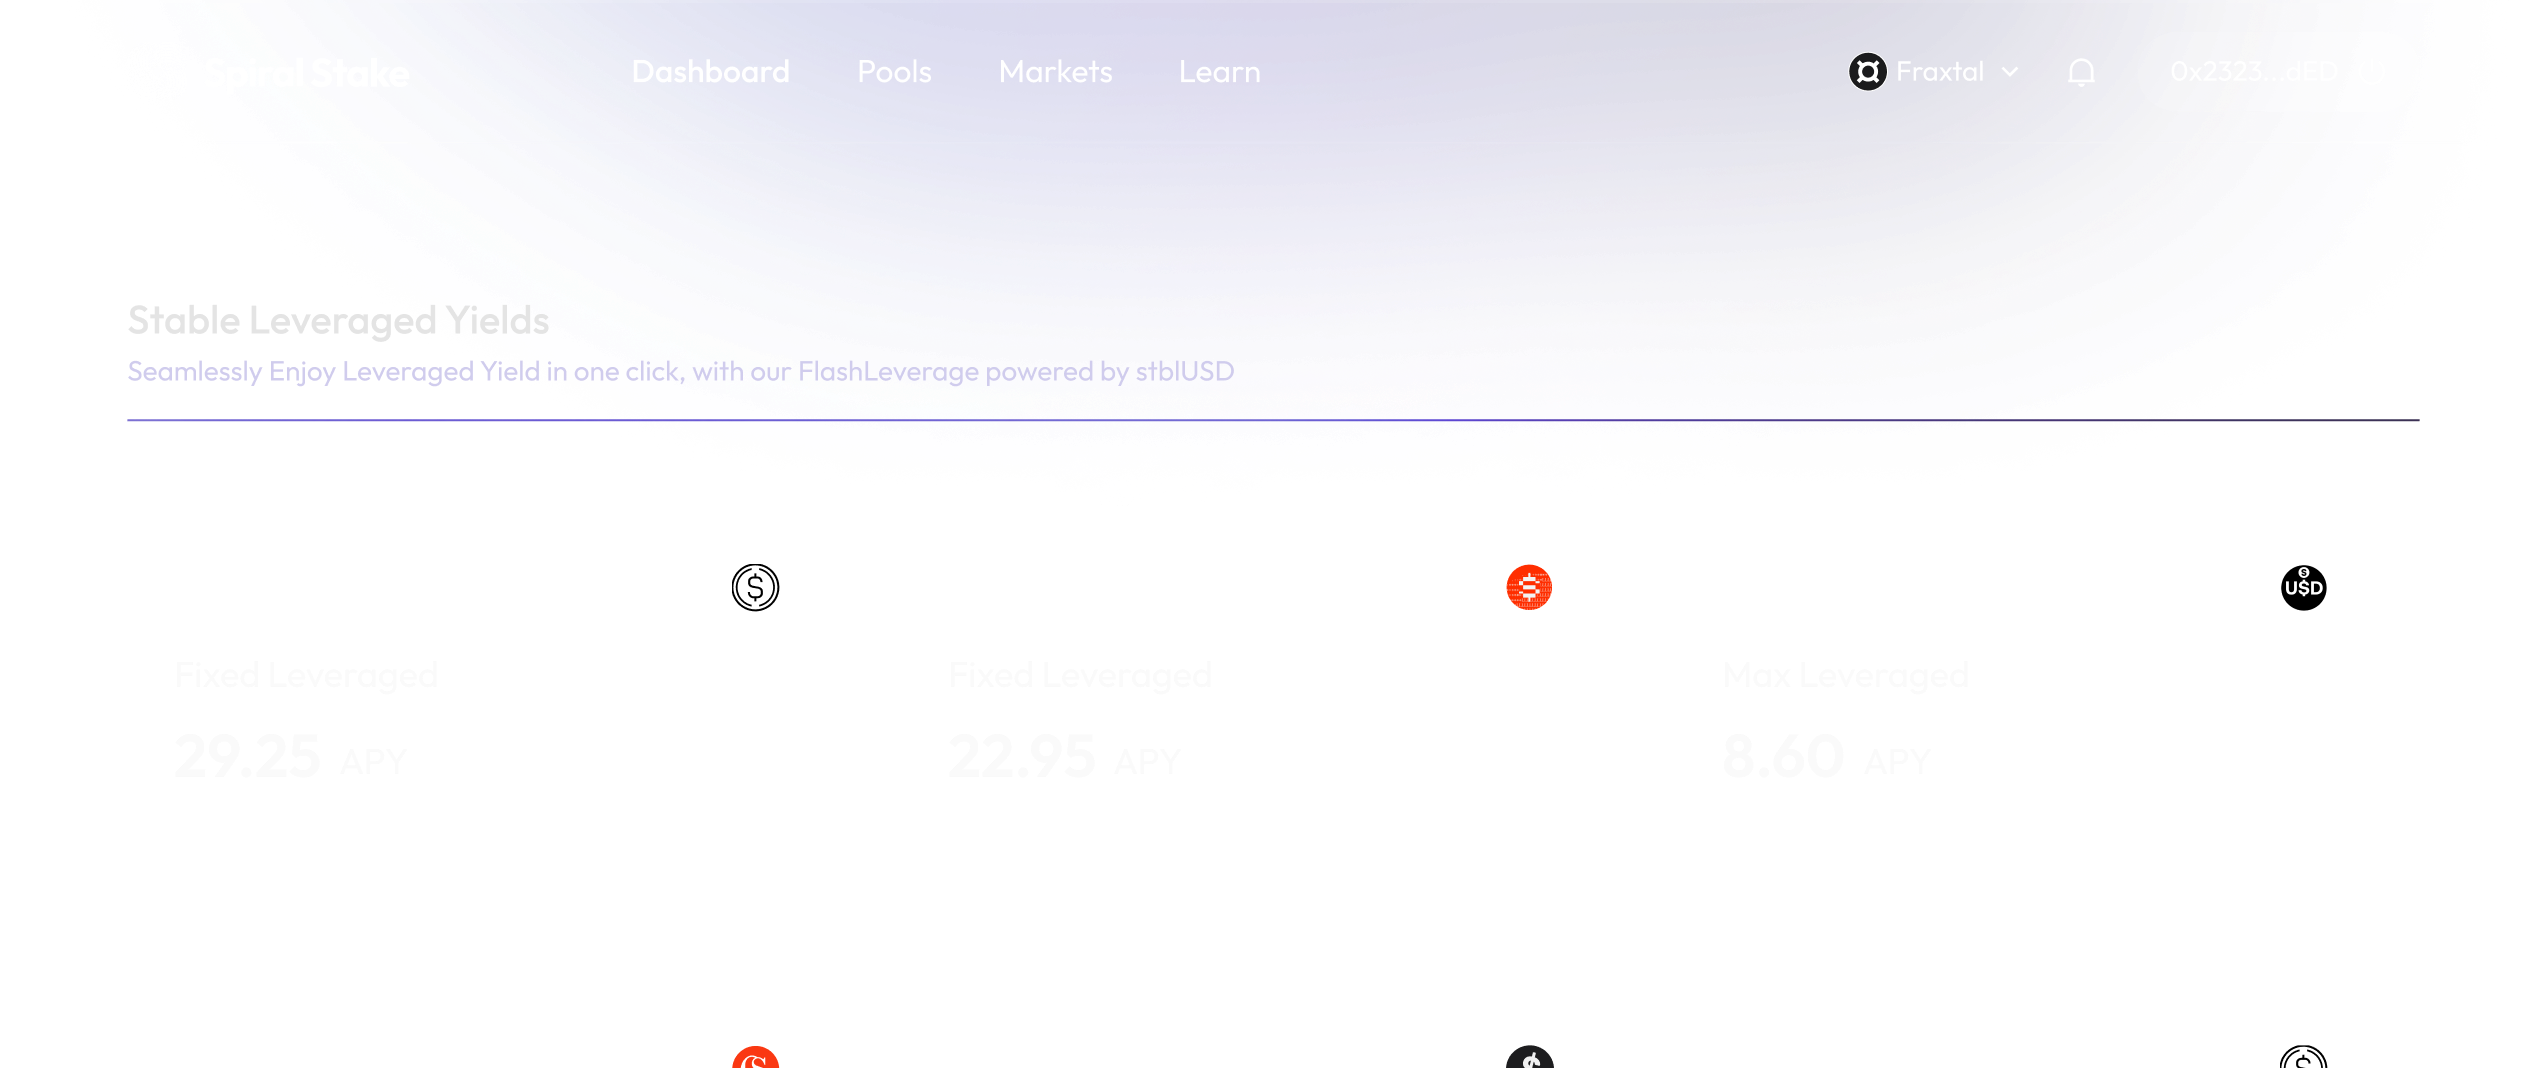 Spiral Stake
Dashboard Pools Markets Learn
Fraxtal
0x2323...dED
Stable Leveraged Yields
Seamlessly Enjoy Leveraged Yield in one click, with our FlashLeverage powered by stblUSD
U$D
Fixed Leveraged Fixed Leveraged Max Leveraged
29.25 APY 22.95 APY 8.60 APY